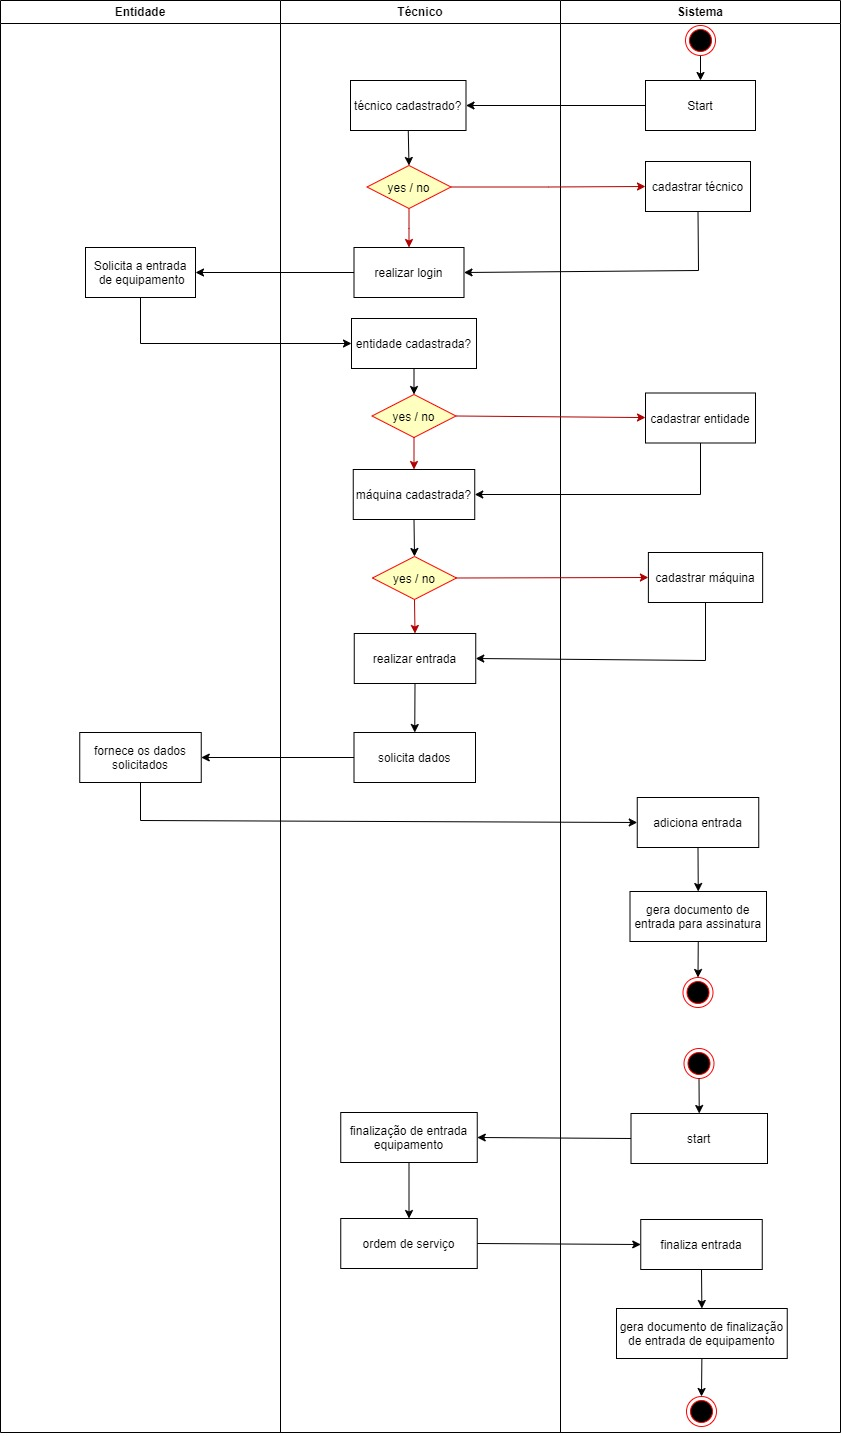 Entidade
Técnico
Sistema
técnico cadastrado?
Start
yes / no
cadastrar técnico
Solicita a entrada
de equipamento
realizar login
entidade cadastrada?
yes / no
cadastrar entidade
máquina cadastrada?
yes / no
cadastrar máquina
realizar entrada
fornece os dados
solicitados
solicita dados
adiciona entrada
gera documento de
entrada para assinatura
finalização de entrada
equipamento
start
ordem de serviço
finaliza entrada
gera documento de finalização
de entrada de equipamento